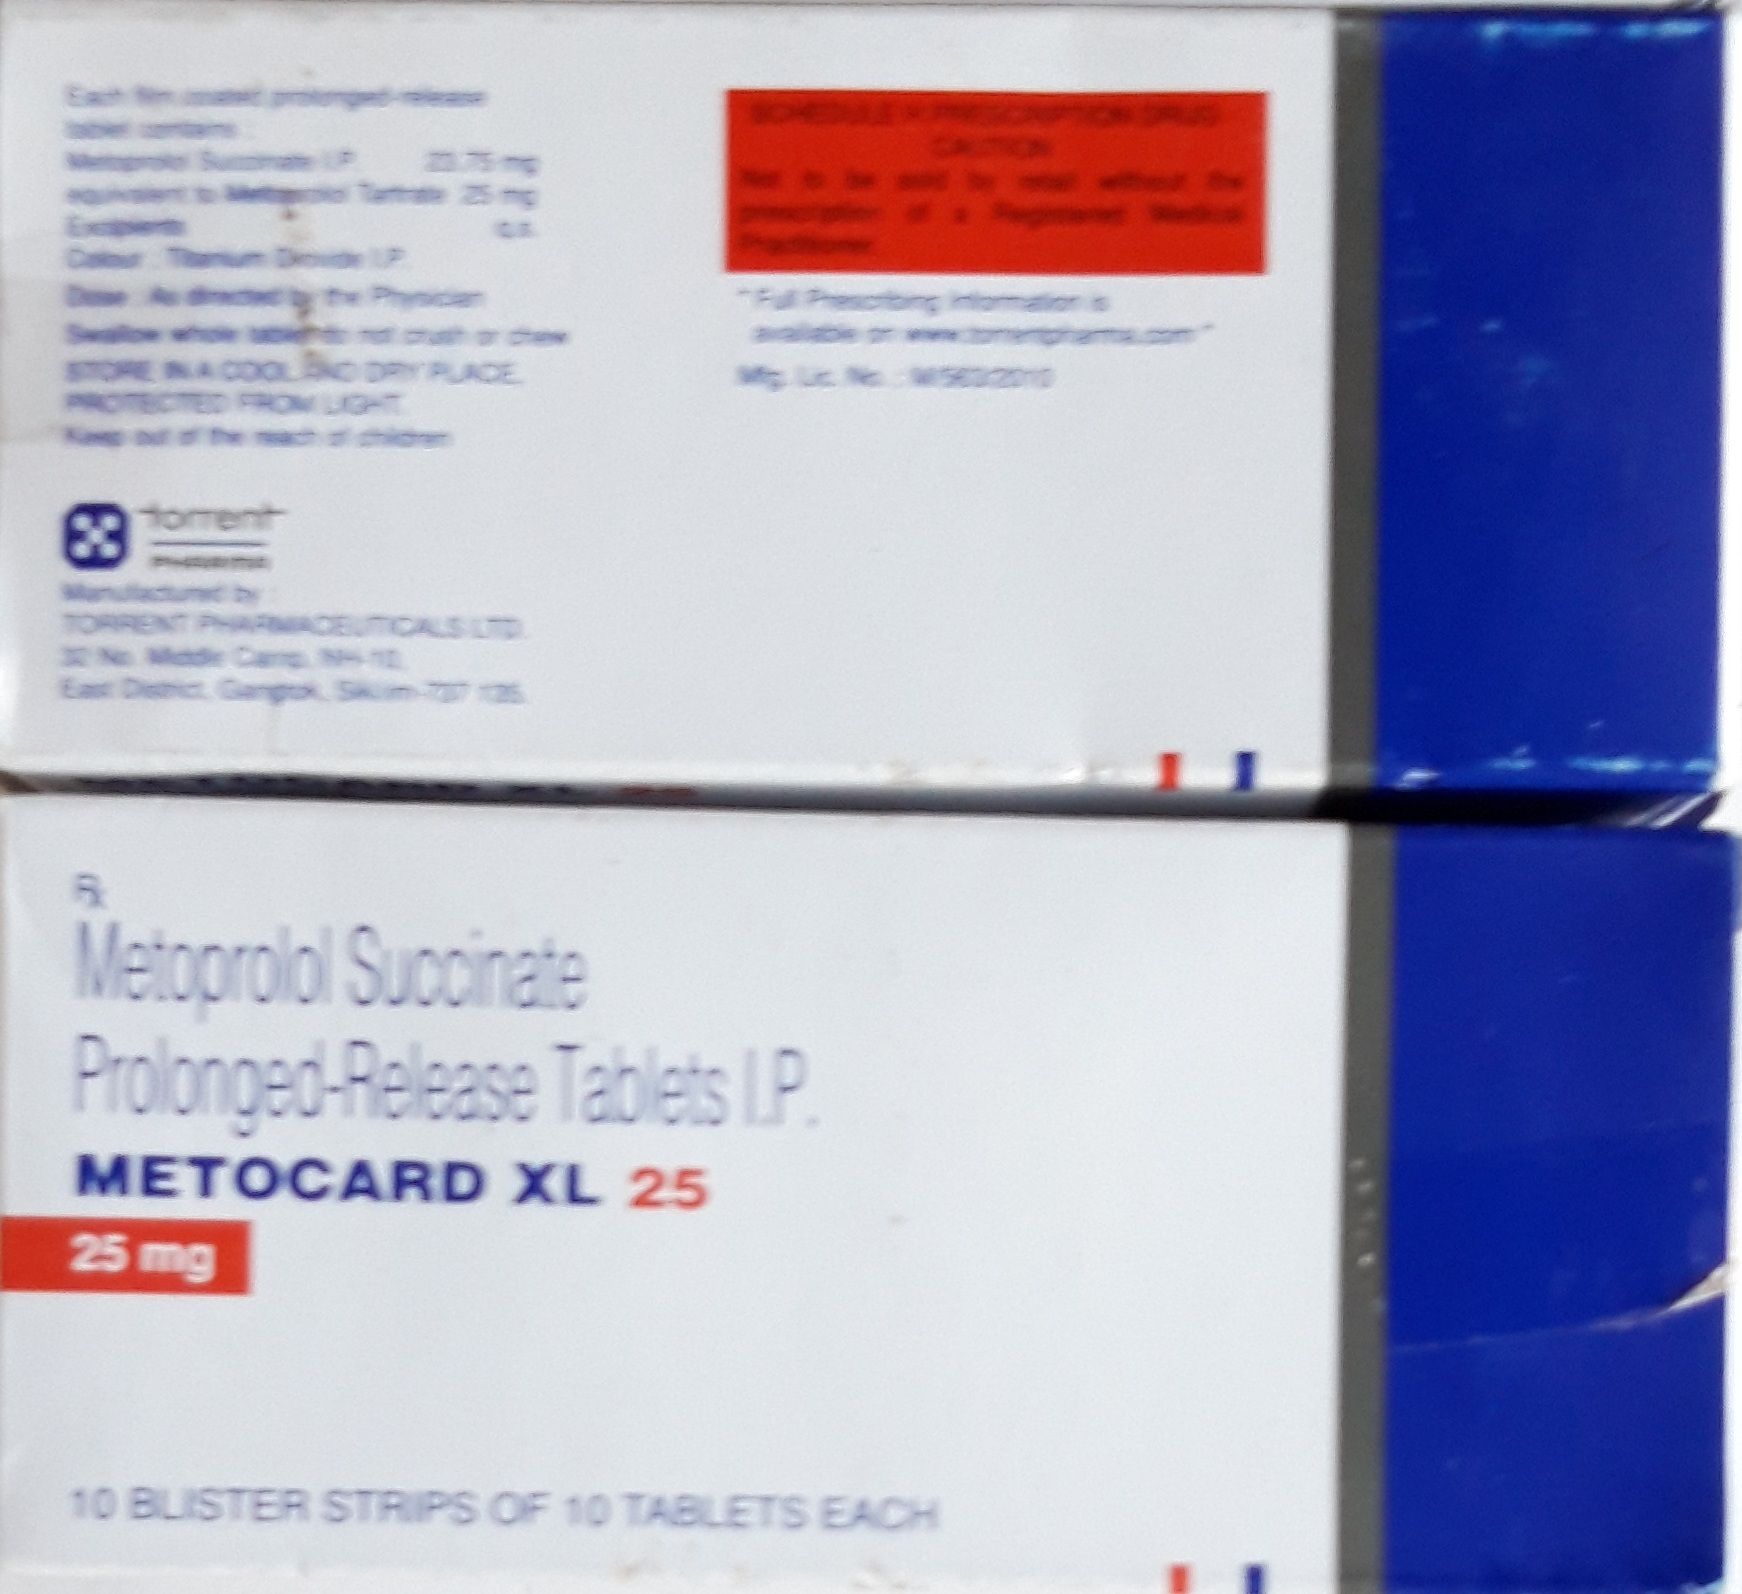 Each film coated prolonged-release
tablet contains :
Metoprolol Succinate I.P. 23.75 mg
equivalent to Metoprolol Tartrate 25 mg
Excipients q.s.
Colour : Titanium Dioxide I.P.
Dose : As directed by the Physician
Swallow whole tablet do not crush or chew
STORE IN A COOL AND DRY PLACE.
PROTECTED FROM LIGHT.
Keep out of the reach of children
torrent
PHARMA
Manufactured by :
TORRENT PHARMACEUTICALS LTD.
32 No. Middle Camp, NH-10,
East District, Gangtok, Sikkim-737 135.
SCHEDULE H PRESCRIPTION DRUG -
CAUTION
Not to be sold by retail without the
prescription of a Registered Medical
Practitioner.
"Full Prescribing Information is
available on www.torrentpharma.com"
Mfg. Lic. No. :
Rx
Metoprolol Succinate
Prolonged-Release Tablets I.P.
METOCARD XL 25
25 mg
10 BLISTER STRIPS OF 10 TABLETS EACH